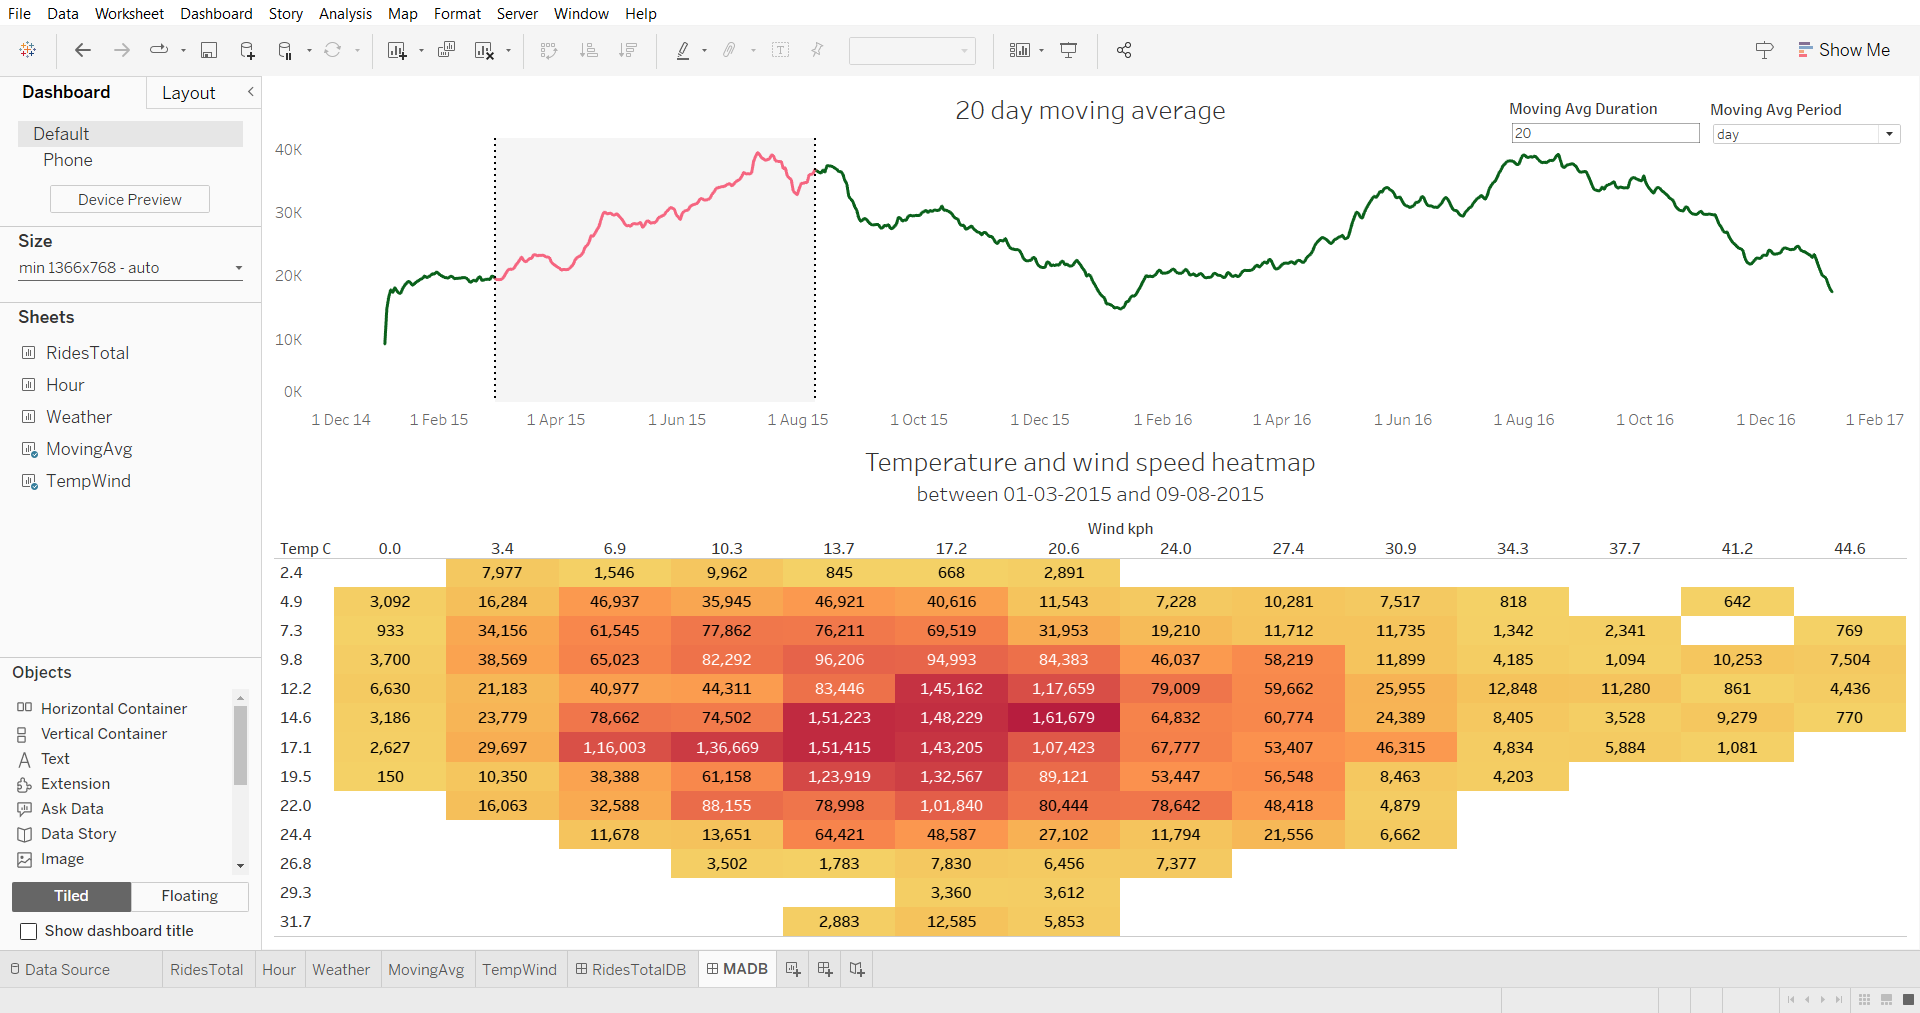 File Data Worksheet Dashboard Story Analysis Map Format Server Window Help
Show Me
Dashboard Layout
Default
Phone
Device Preview
Size
min 1366x768 - auto
Sheets
RidesTotal
Hour
Weather
MovingAvg
TempWind
Objects
Horizontal Container
Vertical Container
Text
Extension
Ask Data
Data Story
Image
Tiled Floating
Show dashboard title
20 day moving average
Moving Avg Duration
20
Moving Avg Period
day
40K
30K
20K
10K
0K
1 Dec 14 1 Feb 15 1 Apr 15 1 Jun 15 1 Aug 15 1 Oct 15 1 Dec 15 1 Feb 16 1 Apr 16 1 Jun 16 1 Aug 16 1 Oct 16 1 Dec 16 1 Feb 17
Temperature and wind speed heatmap
between 01-03-2015 and 09-08-2015
Wind kph
Temp C 0.0 3.4 6.9 10.3 13.7 17.2 20.6 24.0 27.4 30.9 34.3 37.7 41.2 44.6
2.4 7,977 1,546 9,962 845 668 2,891
4.9 3,092 16,284 46,937 35,945 46,921 40,616 11,543 7,228 10,281 7,517 818 642
7.3 933 34,156 61,545 77,862 76,211 69,519 31,953 19,210 11,712 11,735 1,342 2,341 769
9.8 3,700 38,569 65,023 82,292 96,206 94,993 84,383 46,037 58,219 11,899 4,185 1,094 10,253 7,504
12.2 6,630 21,183 40,977 44,311 83,446 1,45,162 1,17,659 79,009 59,662 25,955 12,848 11,280 861 4,436
14.6 3,186 23,779 78,662 74,502 1,51,223 1,48,229 1,61,679 64,832 60,774 24,389 8,405 3,528 9,279 770
17.1 2,627 29,697 1,16,003 1,36,669 1,51,415 1,43,205 1,07,423 67,777 53,407 46,315 4,834 5,884 1,081
19.5 150 10,350 38,388 61,158 1,23,919 1,32,567 89,121 53,447 56,548 8,463 4,203
22.0 16,063 32,588 88,155 78,998 1,01,840 80,444 78,642 48,418 4,879
24.4 11,678 13,651 64,421 48,587 27,102 11,794 21,556 6,662
26.8 3,502 1,783 7,830 6,456 7,377
29.3 3,360 3,612
31.7 2,883 12,585 5,853
Data Source RidesTotal Hour Weather MovingAvg TempWind RidesTotalDB MADB